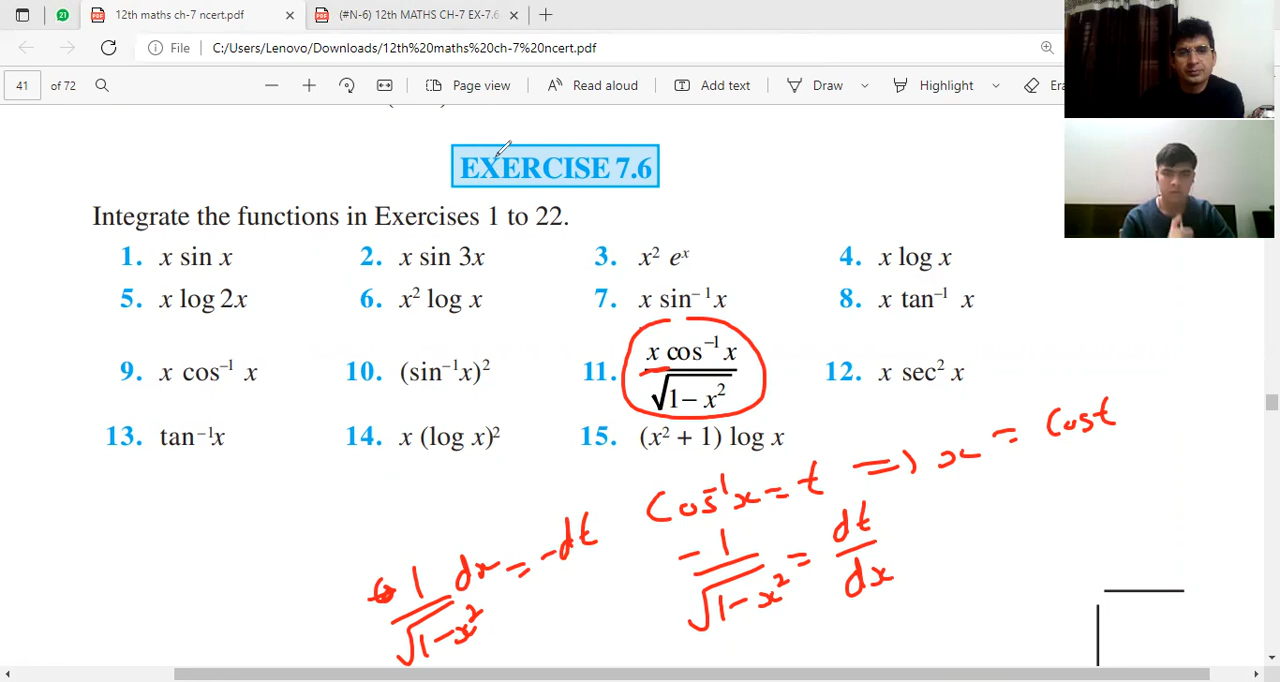 12th maths ch-7 ncert.pdf
(#N-6) 12th MATHS CH-7 EX-7.6
21
File C:/Users/Lenovo/Downloads/12th%20maths%20ch-7%20ncert.pdf
41 of 72 Page view Read aloud Add text Draw Highlight Era
EXERCISE 7.6
Integrate the functions in Exercises 1 to 22.
1. x sin x 2. x sin 3x 3. x² eˣ 4. x log x
5. x log 2x 6. x² log x 7. x sin⁻¹x 8. x tan⁻¹ x
9. x cos⁻¹ x 10. (sin⁻¹x)² 11. x cos⁻¹ x / √1− x² 12. x sec² x
13. tan⁻¹x 14. x (log x)² 15. (x² + 1) log x
Cos⁻¹x = t ⇒ x = Cost
-1/√1-x² = dt/dx
1/√1-x² dx = -dt